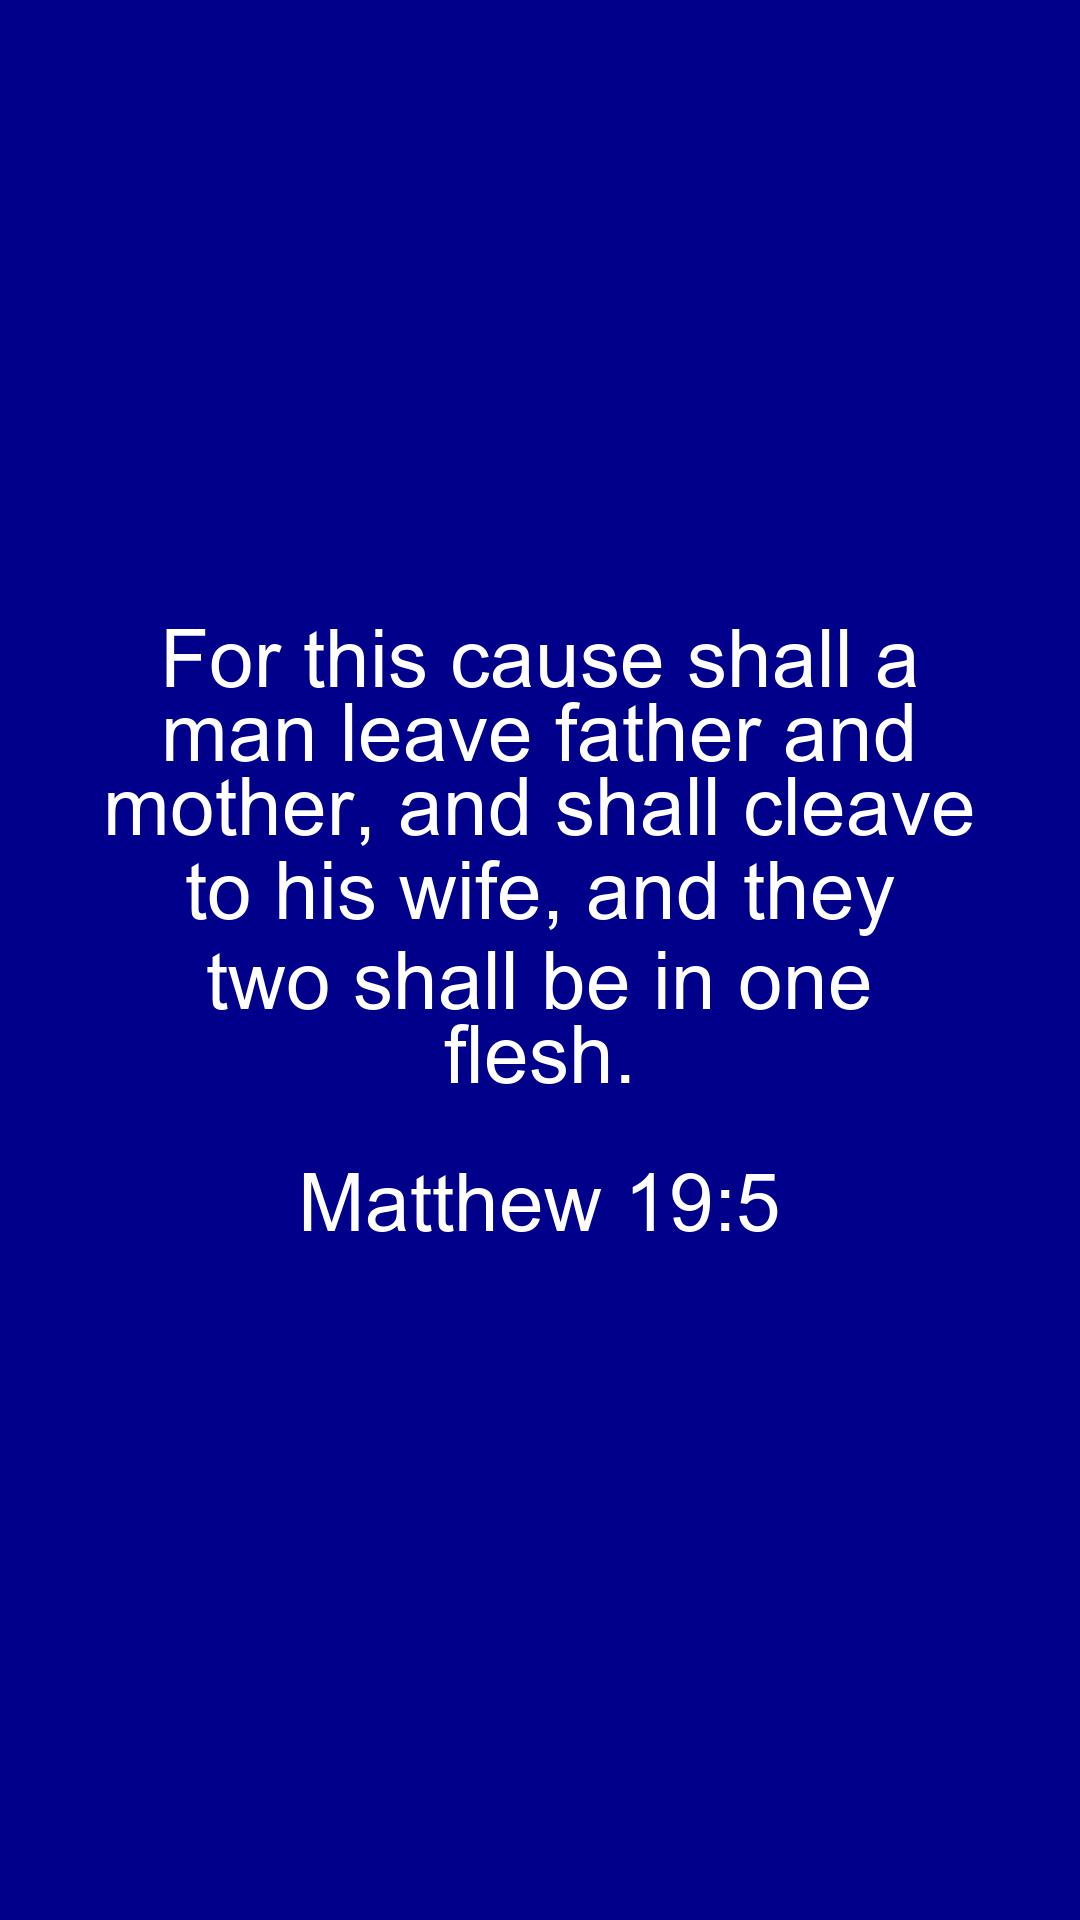 For this cause shall a
man leave father and
mother, and shall cleave
to his wife, and they
two shall be in one
flesh.
Matthew 19:5